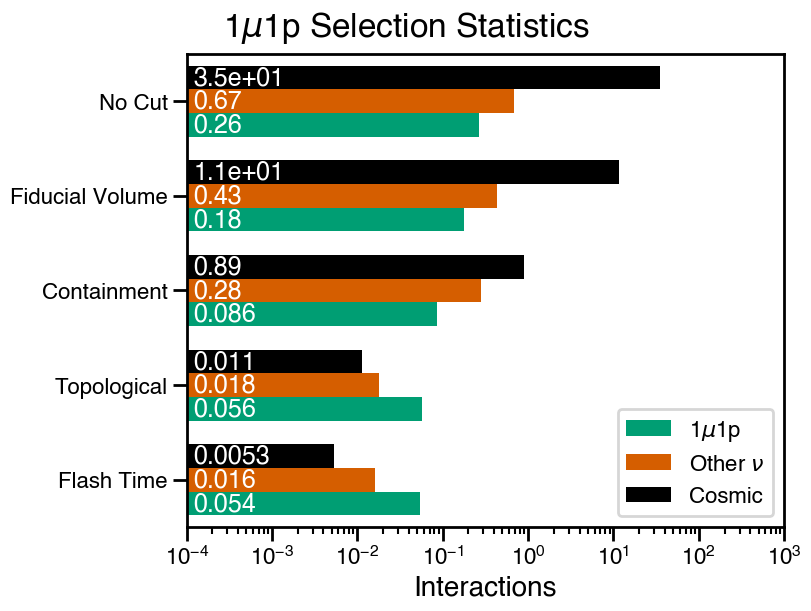 1μ1p Selection Statistics
No Cut
3.5e+01
0.67
0.26
Fiducial Volume
1.1e+01
0.43
0.18
Containment
0.89
0.28
0.086
Topological
0.011
0.018
0.056
Flash Time
0.0053
0.016
0.054
1μ1p
Other ν
Cosmic
10⁻⁴ 10⁻³ 10⁻² 10⁻¹ 10⁰ 10¹ 10² 10³
Interactions